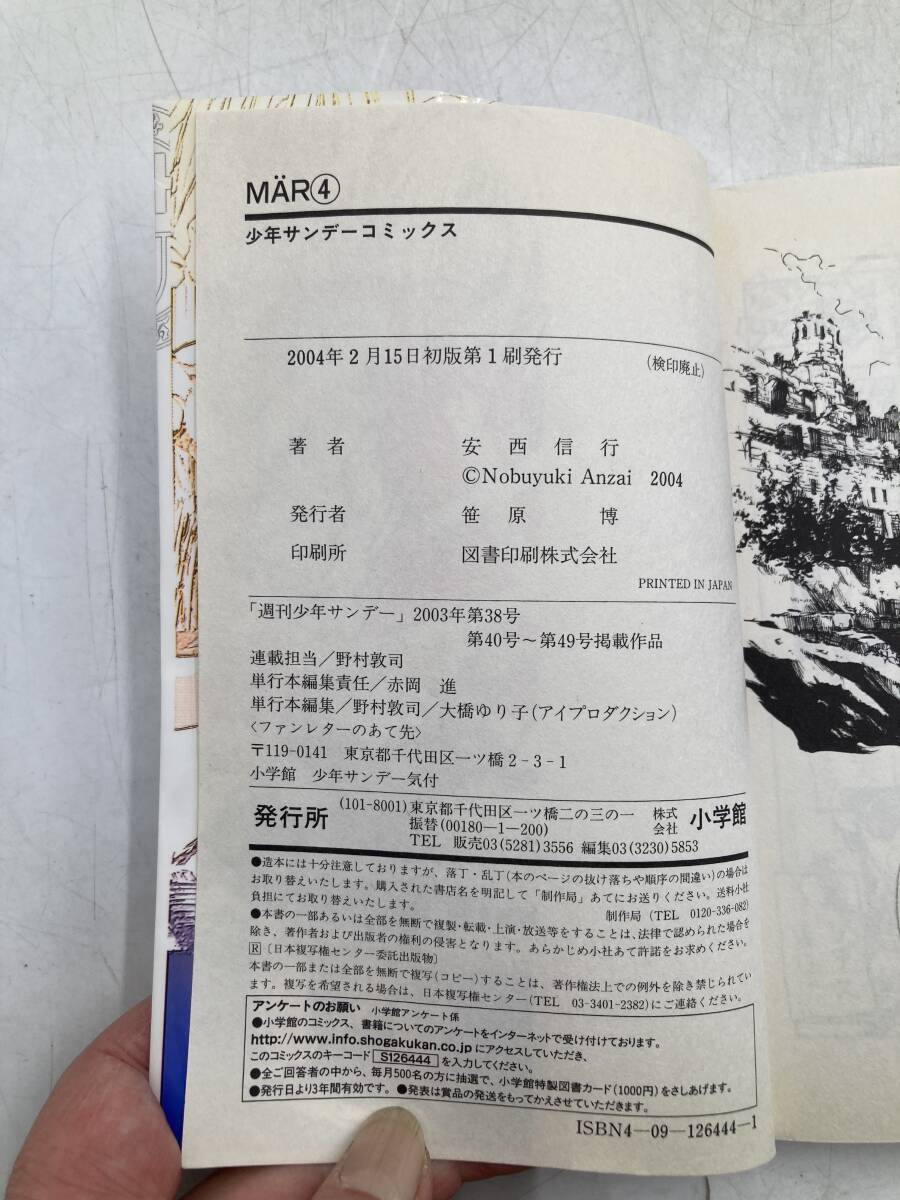 MÄR④
少年サンデーコミックス
2004年2月15日初版第1刷発行　（検印廃止）
著者　安西信行
©Nobuyuki Anzai 2004
発行者　笹原　博
印刷所　図書印刷株式会社
PRINTED IN JAPAN
「週刊少年サンデー」2003年第38号
第40号～第49号掲載作品
連載担当／野村敦司
単行本編集責任／赤岡　進
単行本編集／野村敦司／大橋ゆり子(アイプロダクション)
〈ファンレターのあて先〉
〒119-0141　東京都千代田区一ツ橋2-3-1
小学館　少年サンデー気付
発行所　(101-8001)東京都千代田区一ツ橋二の三の一　株式会社　小学館
振替(00180—1—200)
TEL　販売03(5281)3556　編集03(3230)5853
●造本には十分注意しておりますが、落丁・乱丁(本のページの抜け落ちや順序の間違い)の場合は
お取り替えいたします。購入された書店名を明記して「制作局」あてにお送りください。送料小社
負担にてお取り替えいたします。　制作局（TEL　0120-336-082)
●本書の一部あるいは全部を無断で複製・転載・上演・放送等をすることは、法律で認められた場合を
除き、著作者および出版者の権利の侵害となります。あらかじめ小社あて許諾をお求めください。
R［日本複写権センター委託出版物］
本書の一部または全部を無断で複写(コピー)することは、著作権法上での例外を除き禁じられてい
ます。複写を希望される場合は、日本複写権センター(TEL　03-3401-2382)にご連絡ください。
アンケートのお願い　小学館アンケート係
●小学館のコミックス、書籍についてのアンケートをインターネットで受け付けております。
http://www.info.shogakukan.co.jp にアクセスしていただき、
このコミックスのキーコード S126444 を入力してください。
●全ご回答者の中から、毎月500名の方に抽選で、小学館特製図書カード(1000円)をさしあげます。
●発行日より3年間有効です。●発表は賞品の発送をもってかえさせていただきます。
ISBN4—09—126444—1